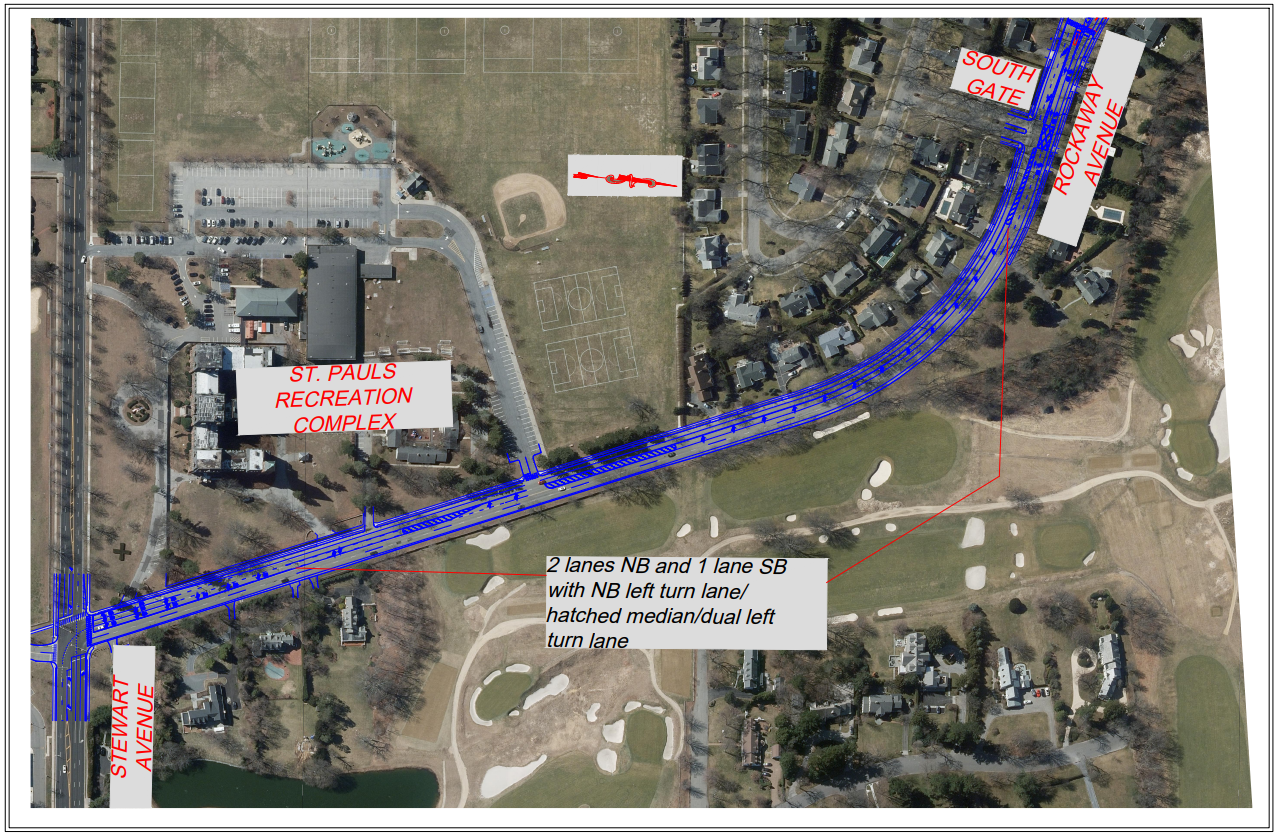 SOUTH
GATE
ROCKAWAY
AVENUE
ST. PAULS
RECREATION
COMPLEX
2 lanes NB and 1 lane SB
with NB left turn lane/
hatched median/dual left
turn lane
STEWART
AVENUE